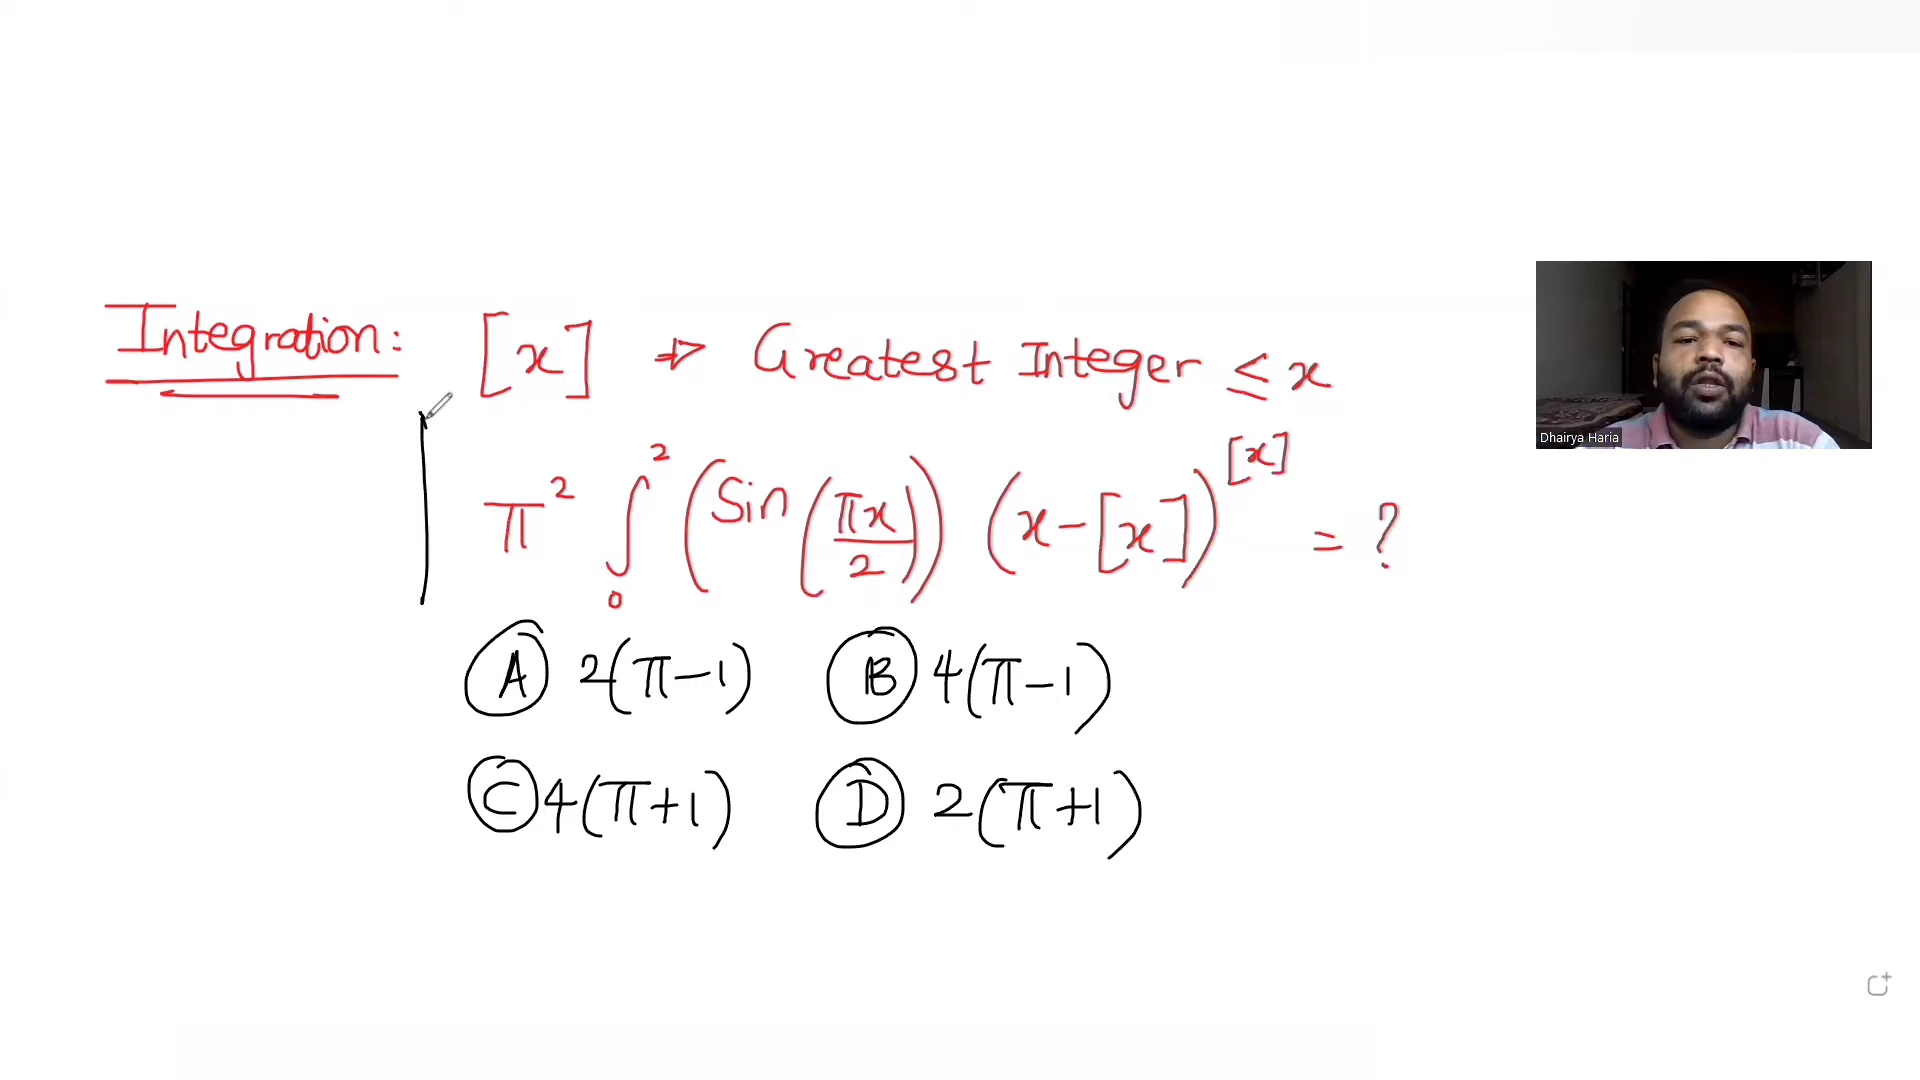 Integration: [x] ⇒ Greatest Integer ≤ x
π² ∫₀² (Sin(πx/2)) (x-[x])^[x] = ?
(A) 2(π-1) (B) 4(π-1)
(C) 4(π+1) (D) 2(π+1)
Dhairya Haria